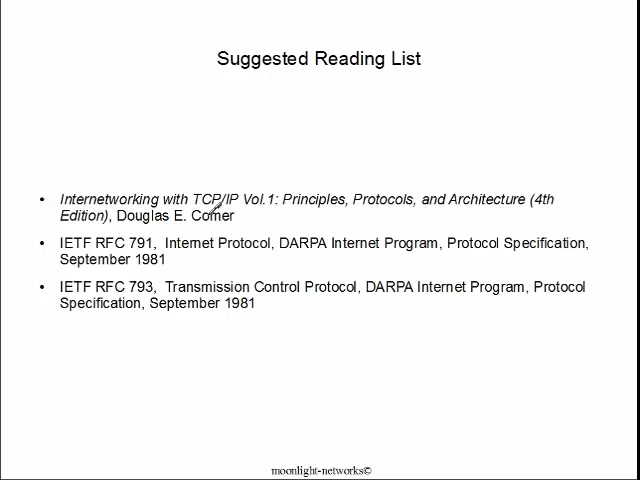 Suggested Reading List
• Internetworking with TCP/IP Vol.1: Principles, Protocols, and Architecture (4th
Edition), Douglas E. Comer
• IETF RFC 791, Internet Protocol, DARPA Internet Program, Protocol Specification,
September 1981
• IETF RFC 793, Transmission Control Protocol, DARPA Internet Program, Protocol
Specification, September 1981
moonlight-networks©